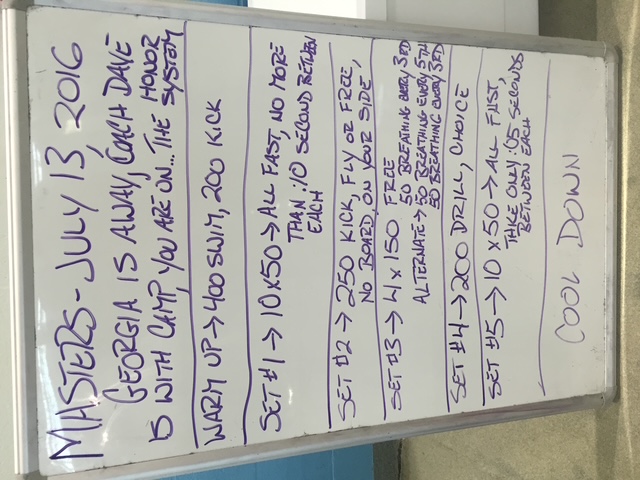 MASTERS - JULY 13, 2016
GEORGIA IS AWAY, COACH DAVE
IS WITH CAMP, YOU ARE ON... THE HONOR SYSTEM
WARM UP → 400 SWIM, 200 KICK
SET #1 → 10x50 → ALL FAST, NO MORE
THAN :10 SECOND BETWEEN
EACH
SET #2 → 250 KICK, FLY OR FREE,
NO BOARD, ON YOUR SIDE
SET #3 → 4 x 150 FREE
50 BREATHING EVERY 3RD
ALTERNATE → 50 BREATHING EVERY 5TH
50 BREATHING EVERY 3RD
SET #4 → 200 DRILL, CHOICE
SET #5 → 10 x 50 → ALL FAST,
TAKE ONLY :05 SECONDS
BETWEEN EACH
COOL DOWN